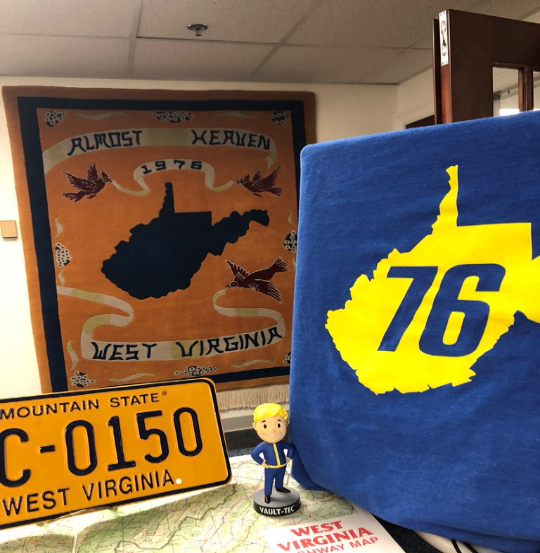 ALMOST HEAVEN
1976
WEST VIRGINIA
76
MOUNTAIN STATE
C-0150
WEST VIRGINIA
VAULT-TEC
WEST
VIRGINIA
HIGHWAY MAP